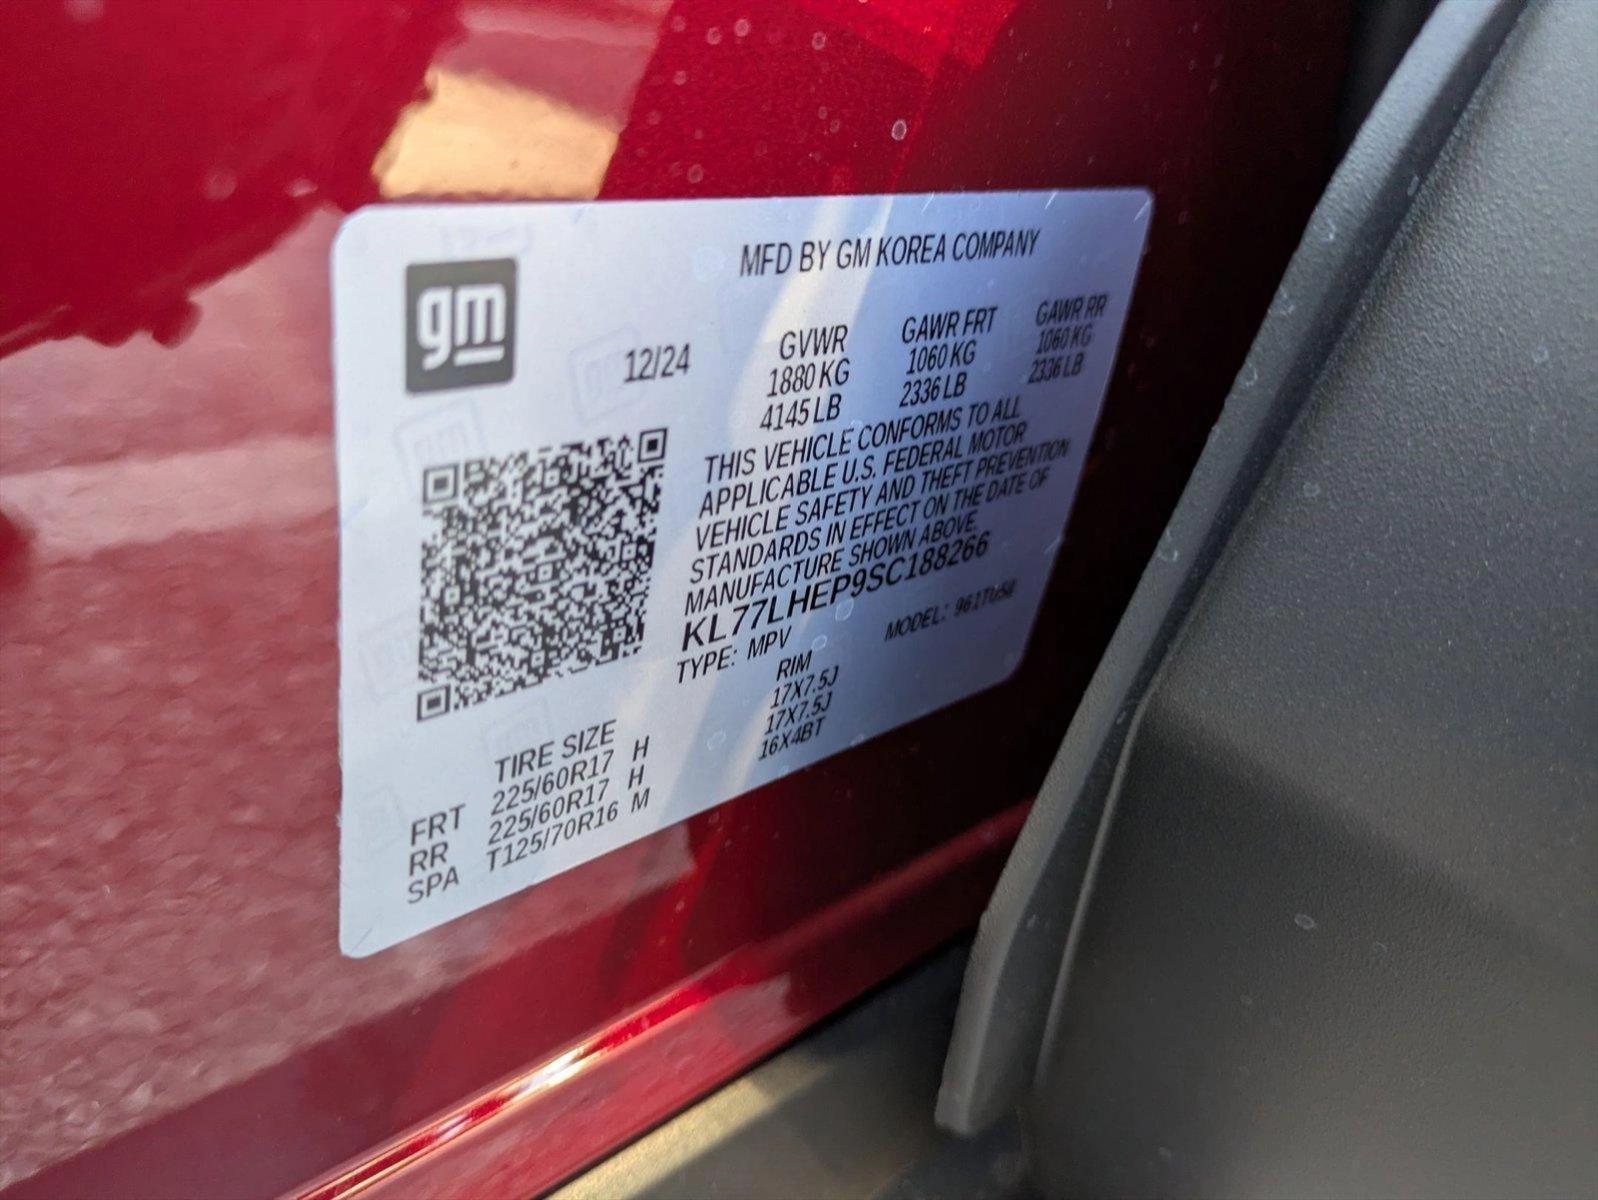 gm
MFD BY GM KOREA COMPANY
12/24
GVWR GAWR FRT GAWR RR
1880 KG 1060 KG 1060 KG
4145 LB 2336 LB 2336 LB
THIS VEHICLE CONFORMS TO ALL
APPLICABLE U.S. FEDERAL MOTOR
VEHICLE SAFETY AND THEFT PREVENTION
STANDARDS IN EFFECT ON THE DATE OF
MANUFACTURE SHOWN ABOVE
KL77LHEP9SC188266
TYPE: MPV MODEL:
TIRE SIZE RIM
FRT 225/60R17 H 17X7.5J
RR 225/60R17 H 17X7.5J
SPA T125/70R16 M 16X4BT